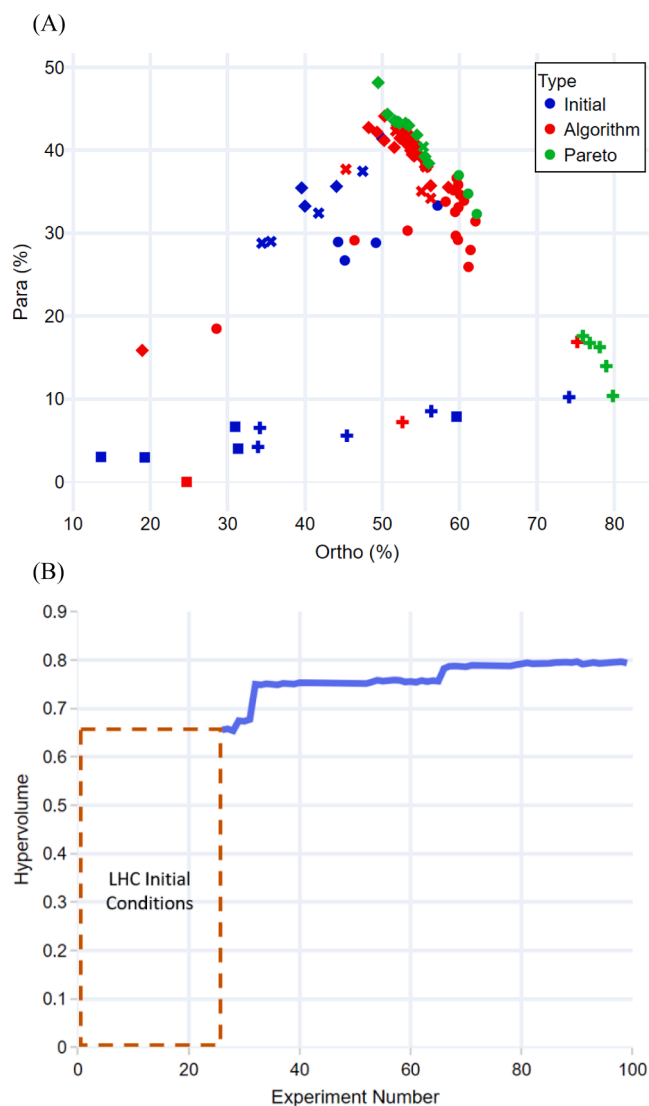 (A)
50
40
30
20
10
0
Para (%)
10 20 30 40 50 60 70 80
Ortho (%)
Type
Initial
Algorithm
Pareto
(B)
0.9
0.8
0.7
0.6
0.5
0.4
0.3
0.2
0.1
0
Hypervolume
LHC Initial
Conditions
0 20 40 60 80 100
Experiment Number